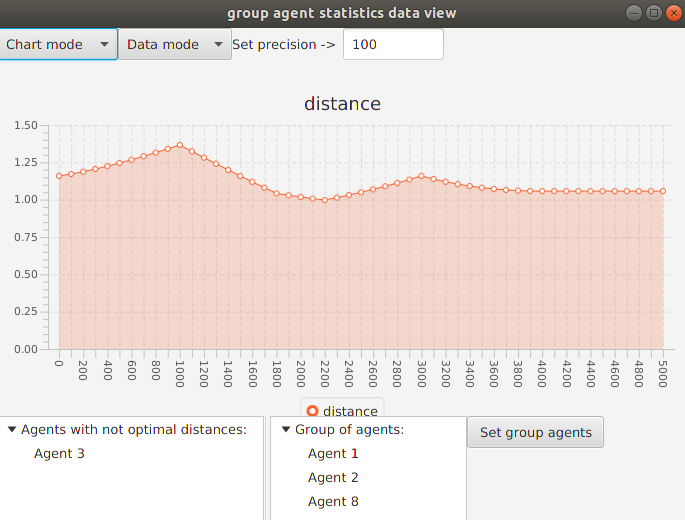 group agent statistics data view
Chart mode Data mode Set precision -> 100
distance
1.50
1.25
1.00
0.75
0.50
0.25
0.00
0 200 400 600 800 1000 1200 1400 1600 1800 2000 2200 2400 2600 2800 3000 3200 3400 3600 3800 4000 4200 4400 4600 4800 5000
distance
Agents with not optimal distances:
Agent 3
Group of agents:
Agent 1
Agent 2
Agent 8
Set group agents